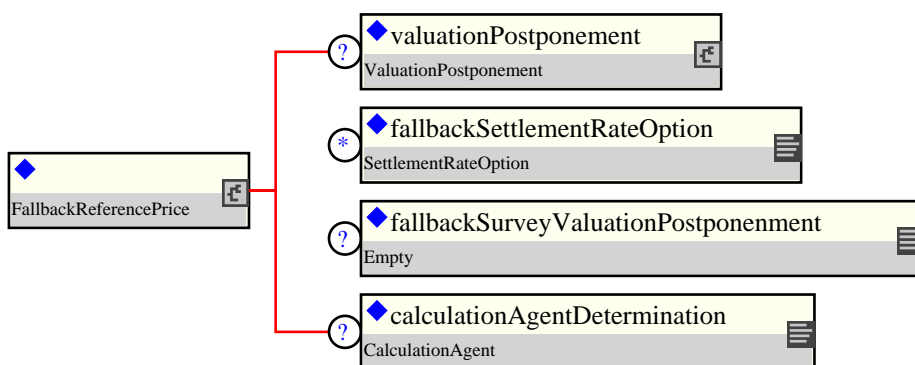 ?
valuationPostponement
ValuationPostponement
*
fallbackSettlementRateOption
SettlementRateOption
FallbackReferencePrice
?
fallbackSurveyValuationPostponenment
Empty
?
calculationAgentDetermination
CalculationAgent